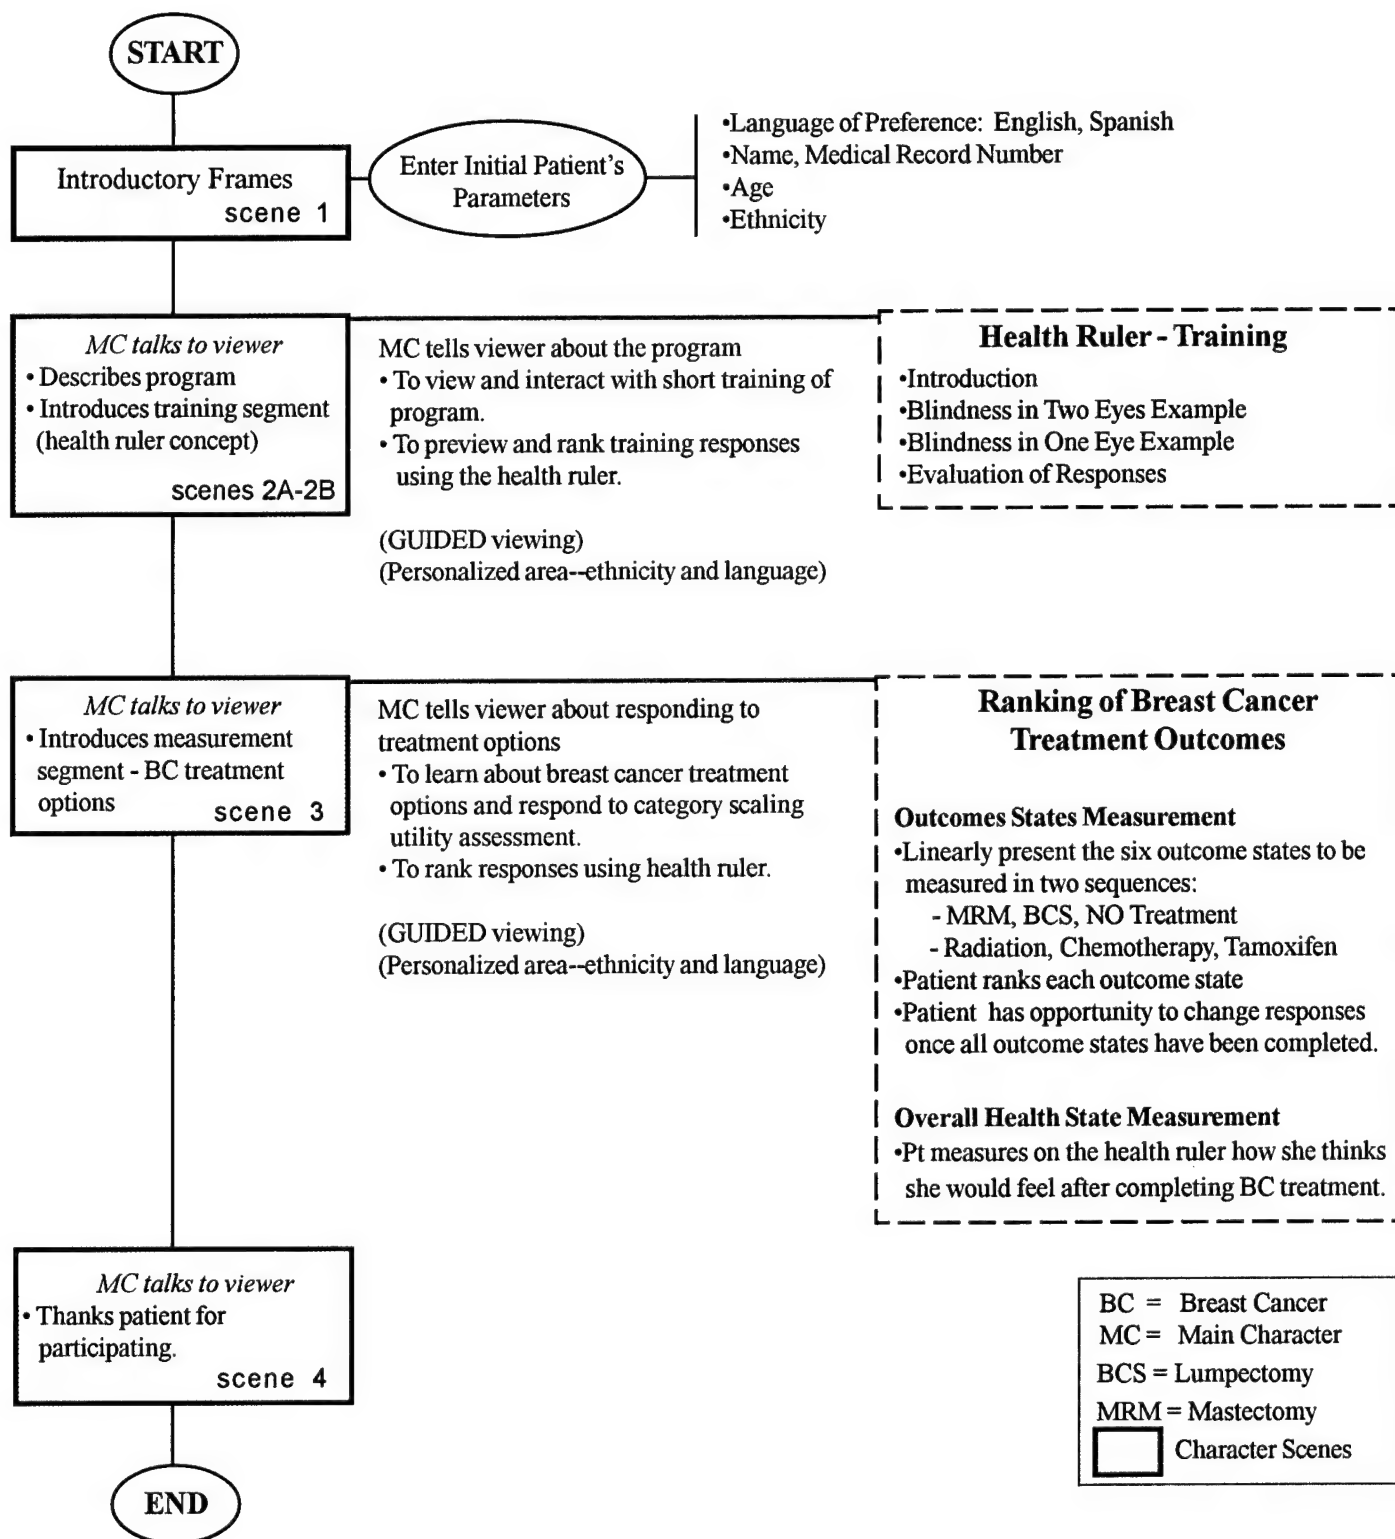 START
Introductory Frames
scene 1
Enter Initial Patient's
Parameters
•Language of Preference: English, Spanish
•Name, Medical Record Number
•Age
•Ethnicity
MC talks to viewer
• Describes program
• Introduces training segment
(health ruler concept)
scenes 2A-2B
MC tells viewer about the program
• To view and interact with short training of
program.
• To preview and rank training responses
using the health ruler.
(GUIDED viewing)
(Personalized area--ethnicity and language)
Health Ruler - Training
•Introduction
•Blindness in Two Eyes Example
•Blindness in One Eye Example
•Evaluation of Responses
MC talks to viewer
• Introduces measurement
segment - BC treatment
options
scene 3
MC tells viewer about responding to
treatment options
• To learn about breast cancer treatment
options and respond to category scaling
utility assessment.
• To rank responses using health ruler.
(GUIDED viewing)
(Personalized area--ethnicity and language)
Ranking of Breast Cancer
Treatment Outcomes
Outcomes States Measurement
•Linearly present the six outcome states to be
measured in two sequences:
- MRM, BCS, NO Treatment
- Radiation, Chemotherapy, Tamoxifen
•Patient ranks each outcome state
•Patient has opportunity to change responses
once all outcome states have been completed.
Overall Health State Measurement
•Pt measures on the health ruler how she thinks
she would feel after completing BC treatment.
MC talks to viewer
• Thanks patient for
participating.
scene 4
END
BC = Breast Cancer
MC = Main Character
BCS = Lumpectomy
MRM = Mastectomy
Character Scenes